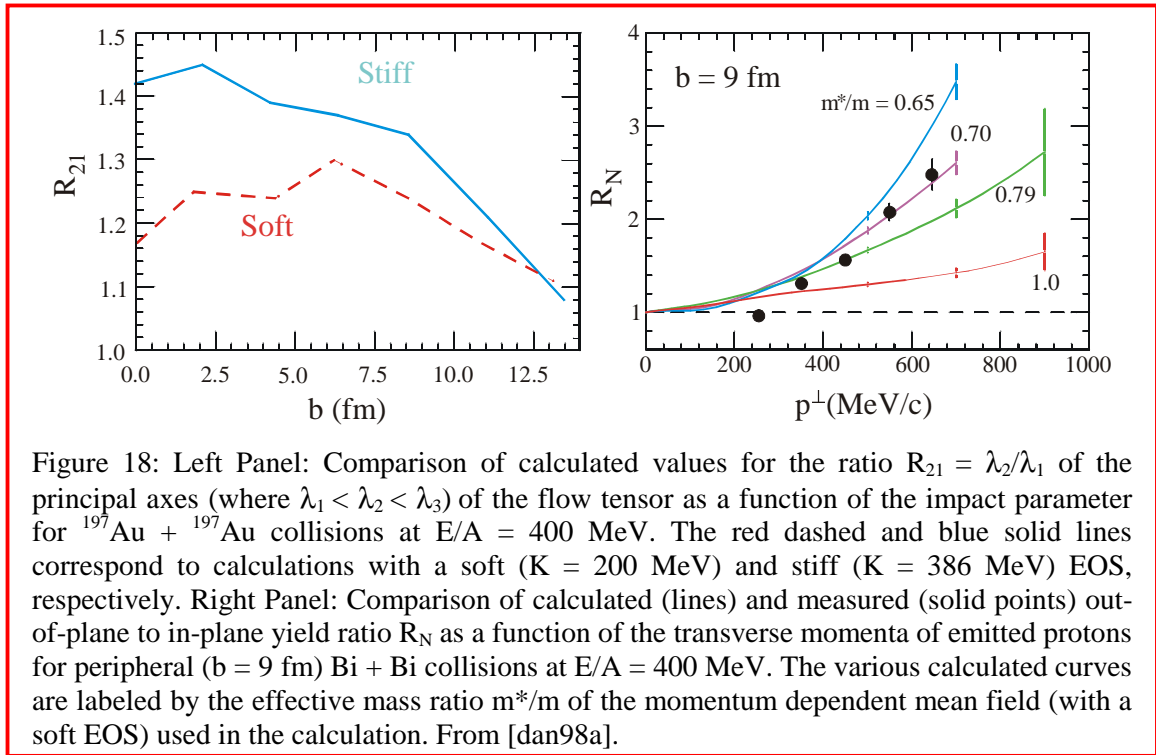 1.5
1.4
1.3
1.2
1.1
1.0
R21
Stiff
Soft
0.0 2.5 5.0 7.5 10.0 12.5
b (fm)
4
3
2
1
RN
b = 9 fm
m*/m = 0.65
0.70
0.79
1.0
0 200 400 600 800 1000
p⊥(MeV/c)
Figure 18: Left Panel: Comparison of calculated values for the ratio R21 = λ2/λ1 of the
principal axes (where λ1 < λ2 < λ3) of the flow tensor as a function of the impact parameter
for 197Au + 197Au collisions at E/A = 400 MeV. The red dashed and blue solid lines
correspond to calculations with a soft (K = 200 MeV) and stiff (K = 386 MeV) EOS,
respectively. Right Panel: Comparison of calculated (lines) and measured (solid points) out-
of-plane to in-plane yield ratio RN as a function of the transverse momenta of emitted protons
for peripheral (b = 9 fm) Bi + Bi collisions at E/A = 400 MeV. The various calculated curves
are labeled by the effective mass ratio m*/m of the momentum dependent mean field (with a
soft EOS) used in the calculation. From [dan98a].